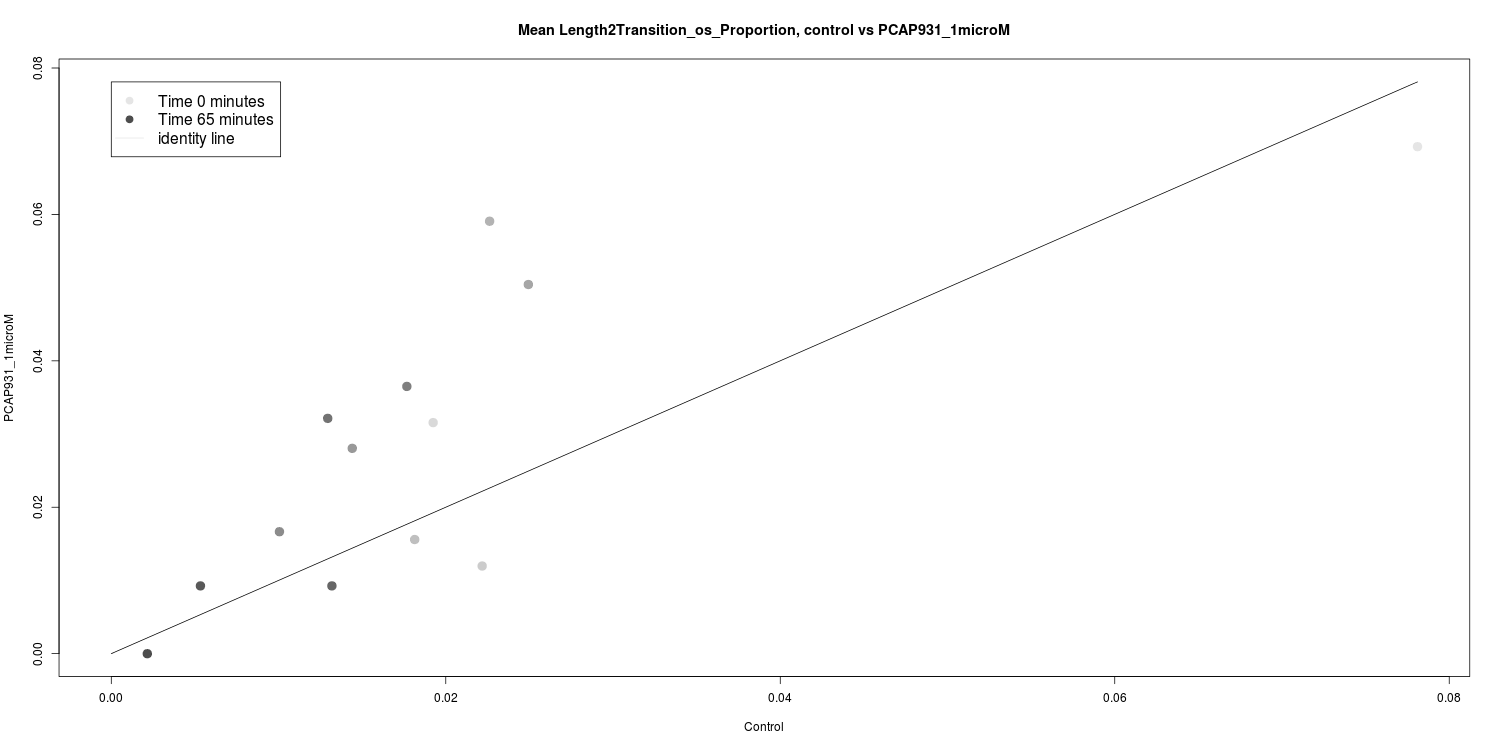 Mean Length2Transition_os_Proportion, control vs PCAP931_1microM
Time 0 minutes
Time 65 minutes
identity line
PCAP931_1microM
0.08
0.06
0.04
0.02
0.00
0.00 0.02 0.04 0.06 0.08
Control